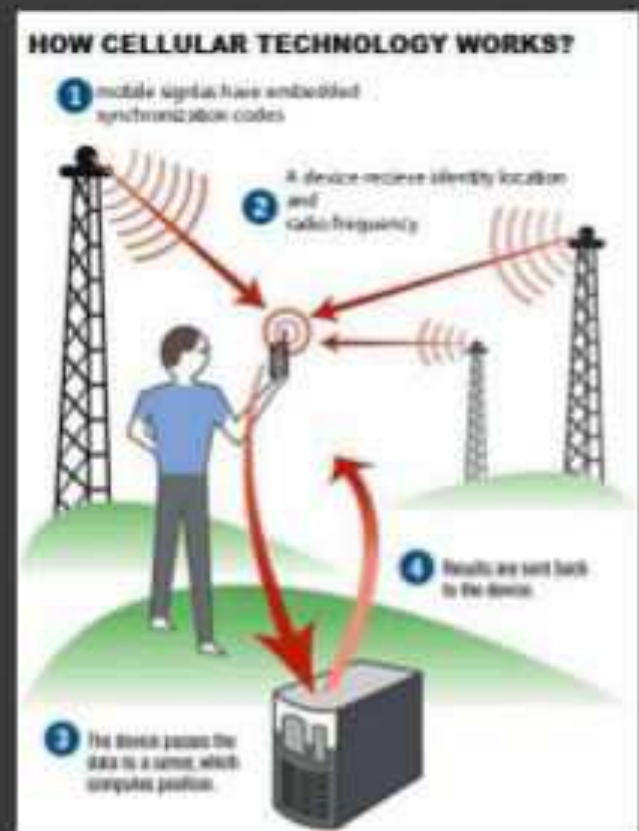 HOW CELLULAR TECHNOLOGY WORKS?
1 mobile signlas have embedded
synchronization codes
2 A device recieve identity location
and
radio frequency
4 Results are sent back
to the device.
3 The device passes the
data to a server, which
computes position.